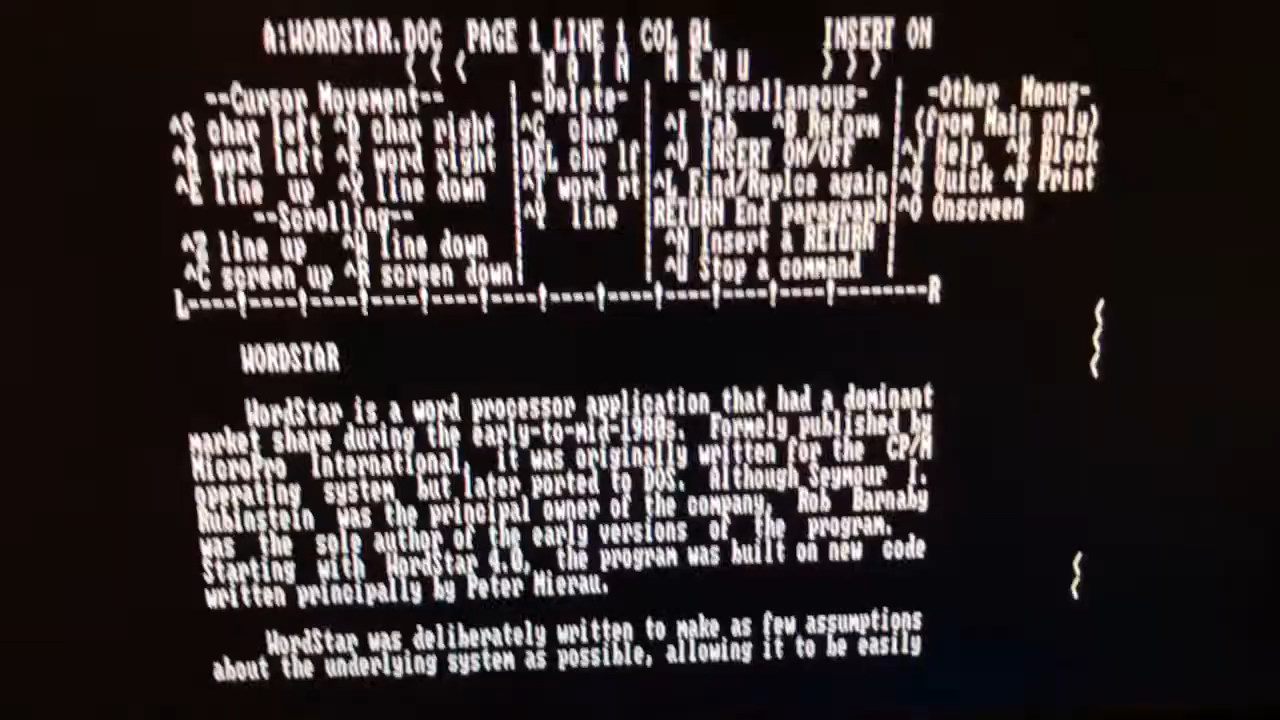 A:WORDSTAR.DOC PAGE 1 LINE 1 COL 01 INSERT ON
< < < MAIN MENU > > >
--Cursor Movement-- | -Delete- | -Miscellaneous- | -Other Menus-
^S char left ^D char right |^G char | ^I Tab ^B Reform | (from Main only)
^A word left ^F word right |DEL chr lf| ^V INSERT ON/OFF |^J Help ^K Block
^E line up ^X line down |^T word rt|^L Find/Replce again|^Q Quick ^P Print
--Scrolling-- |^Y line |RETURN End paragraph|^O Onscreen
^Z line up ^W line down | | ^N Insert a RETURN |
^C screen up ^R screen down| | ^U Stop a command |
L----!----!----!----!----!----!----!----!----!----!----!--------R
WORDSTAR
WordStar is a word processor application that had a dominant
market share during the early-to-mid-1980s. Formely published by
MicroPro International, it was originally written for the CP/M
operating system but later ported to DOS. Although Seymour I.
Rubinstein was the principal owner of the company, Rob Barnaby
was the sole author of the early versions of the program.
Starting with WordStar 4.0, the program was built on new code
written principally by Peter Mierau.
WordStar was deliberately written to make as few assumptions
about the underlying system as possible, allowing it to be easily